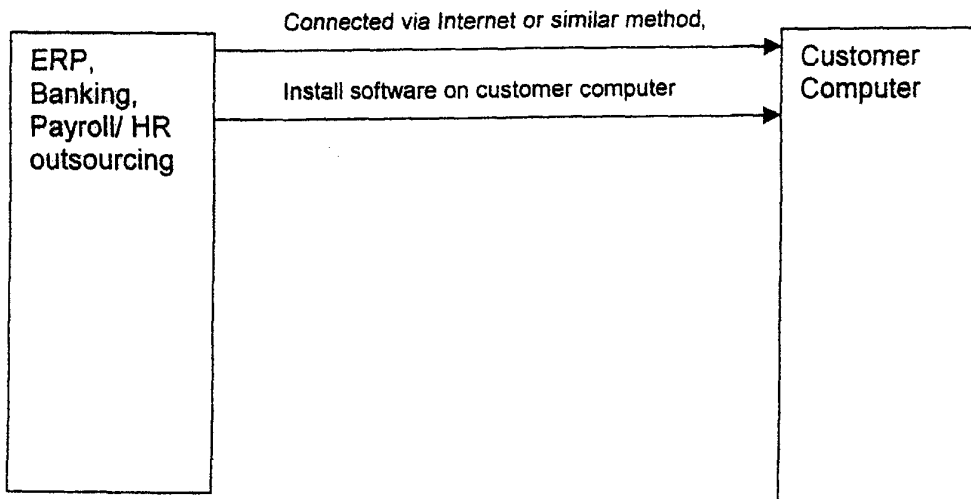 Connected via Internet or similar method,
ERP,
Banking,
Payroll/ HR
outsourcing
Install software on customer computer
Customer
Computer